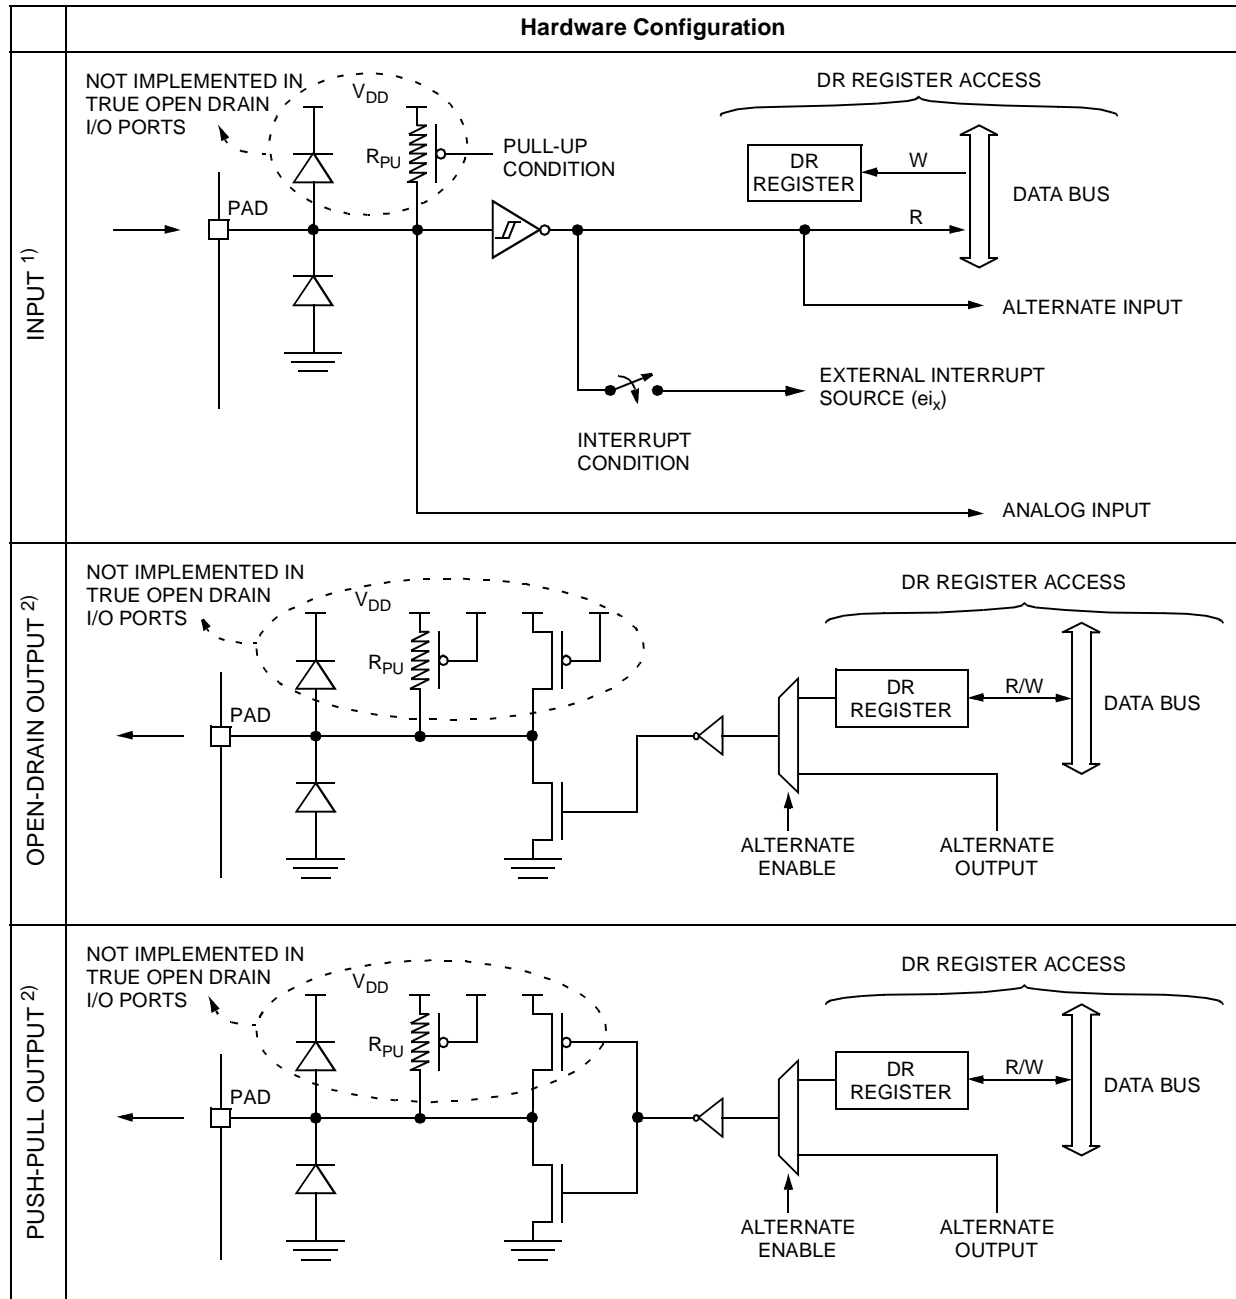 Hardware Configuration
INPUT 1)
NOT IMPLEMENTED IN
TRUE OPEN DRAIN
I/O PORTS
VDD
RPU
PULL-UP
CONDITION
PAD
DR REGISTER ACCESS
DR
REGISTER
W
R
DATA BUS
ALTERNATE INPUT
EXTERNAL INTERRUPT
SOURCE (eix)
INTERRUPT
CONDITION
ANALOG INPUT
OPEN-DRAIN OUTPUT 2)
NOT IMPLEMENTED IN
TRUE OPEN DRAIN
I/O PORTS
VDD
RPU
PAD
DR REGISTER ACCESS
DR
REGISTER
R/W
DATA BUS
ALTERNATE
ENABLE
ALTERNATE
OUTPUT
PUSH-PULL OUTPUT 2)
NOT IMPLEMENTED IN
TRUE OPEN DRAIN
I/O PORTS
VDD
RPU
PAD
DR REGISTER ACCESS
DR
REGISTER
R/W
DATA BUS
ALTERNATE
ENABLE
ALTERNATE
OUTPUT